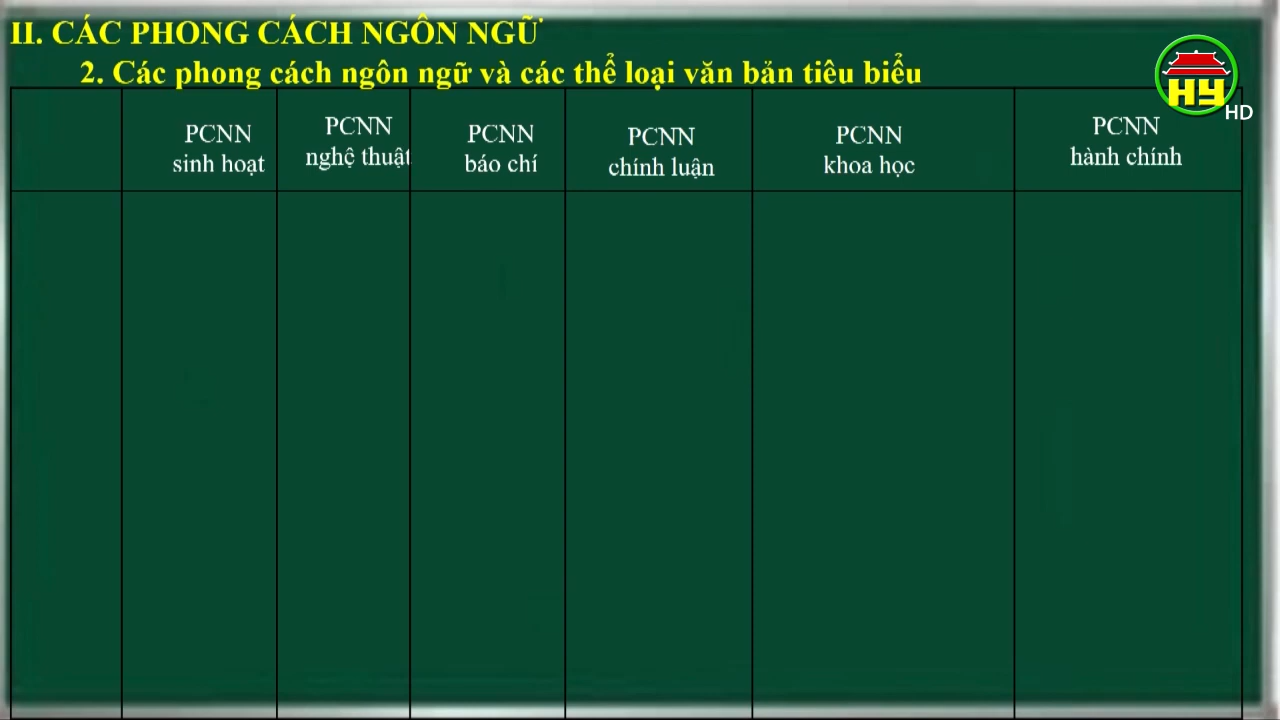 II. CÁC PHONG CÁCH NGÔN NGỮ
2. Các phong cách ngôn ngữ và các thể loại văn bản tiêu biểu
HY
HD
PCNN
sinh hoạt
PCNN
nghệ thuật
PCNN
báo chí
PCNN
chính luận
PCNN
khoa học
PCNN
hành chính